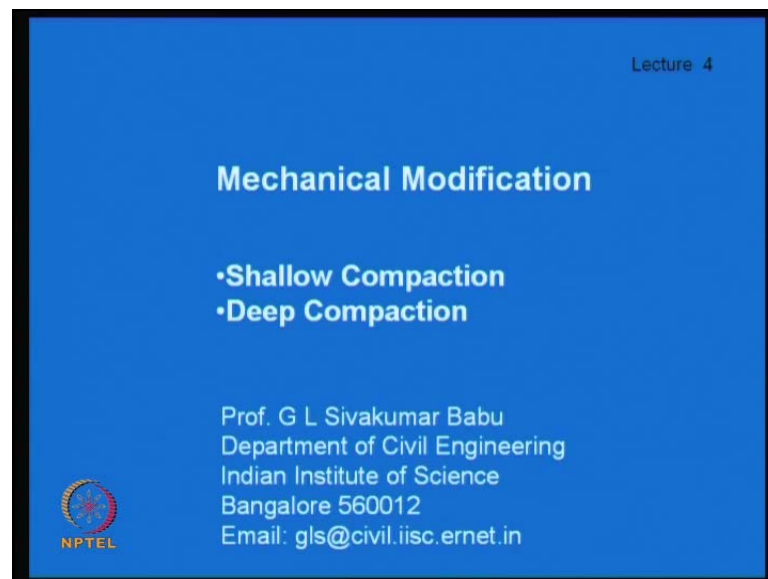 Lecture 4
Mechanical Modification
•Shallow Compaction
•Deep Compaction
Prof. G L Sivakumar Babu
Department of Civil Engineering
Indian Institute of Science
Bangalore 560012
Email: gls@civil.iisc.ernet.in
NPTEL